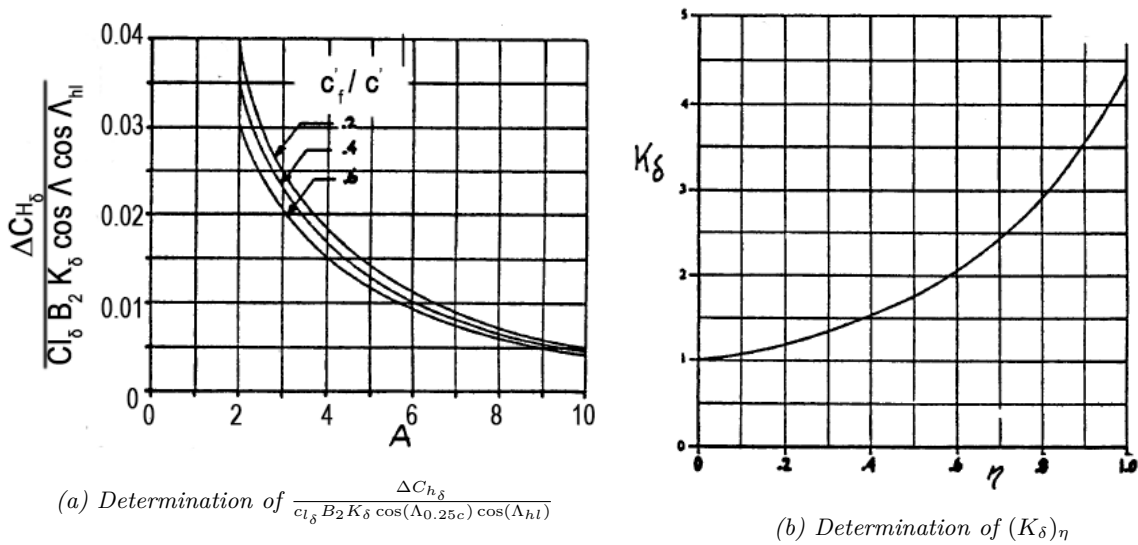 0.04
0.03
0.02
0.01
0
ΔC_{H_δ}
Cl_δ B_2 K_δ cos Λ cos Λ_{hl}
c'_f / c'
.2
.4
.6
0 2 4 6 8 10
A
(a) Determination of \frac{ΔC_{h_δ}}{c_{l_δ} B_2 K_δ cos(Λ_{0.25c}) cos(Λ_{hl})}
5
4
3
2
1
0
K_δ
0 .2 .4 .6 .8 1.0
η
(b) Determination of (K_δ)_η